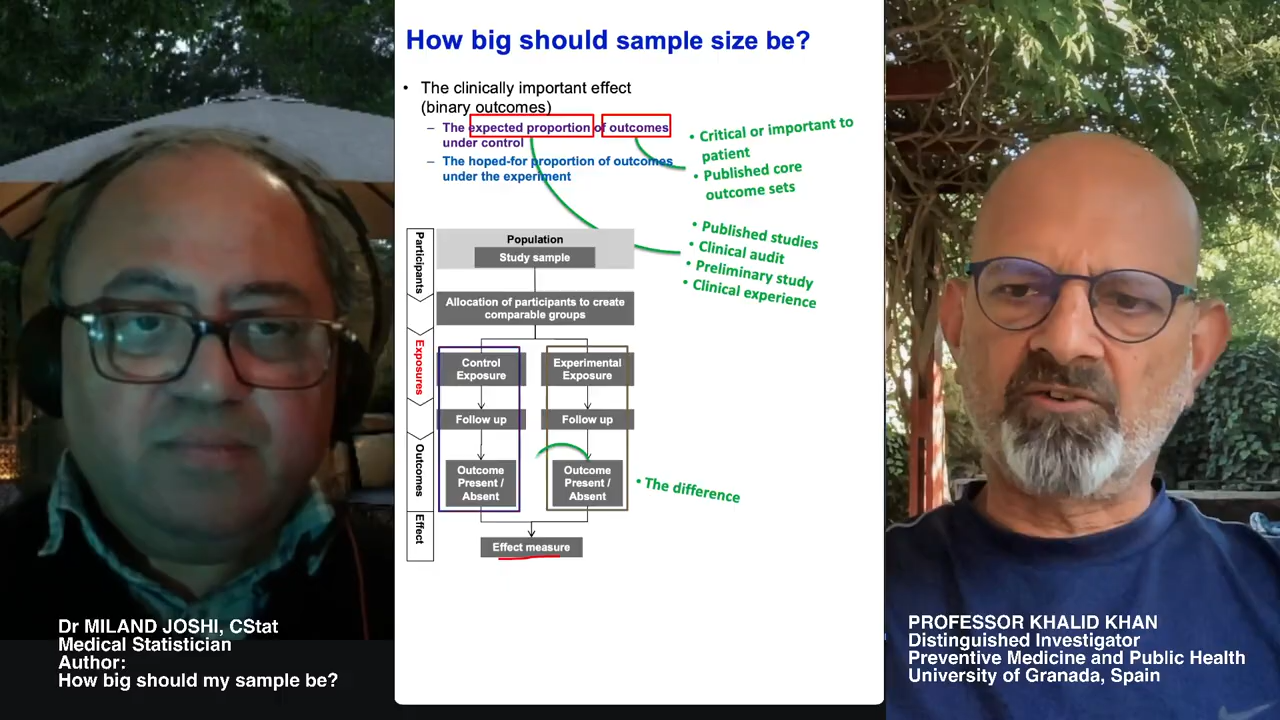 How big should sample size be?
• The clinically important effect
(binary outcomes)
– The expected proportion of outcomes
under control
– The hoped-for proportion of outcomes
under the experiment
• Critical or important to
patient
• Published core
outcome sets
• Published studies
• Clinical audit
• Preliminary study
• Clinical experience
Participants
Population
Study sample
Allocation of participants to create
comparable groups
Exposures
Control
Exposure
Experimental
Exposure
Follow up
Follow up
Outcomes
Outcome
Present /
Absent
Outcome
Present /
Absent
• The difference
Effect
Effect measure
Dr MILAND JOSHI, CStat
Medical Statistician
Author:
How big should my sample be?
PROFESSOR KHALID KHAN
Distinguished Investigator
Preventive Medicine and Public Health
University of Granada, Spain